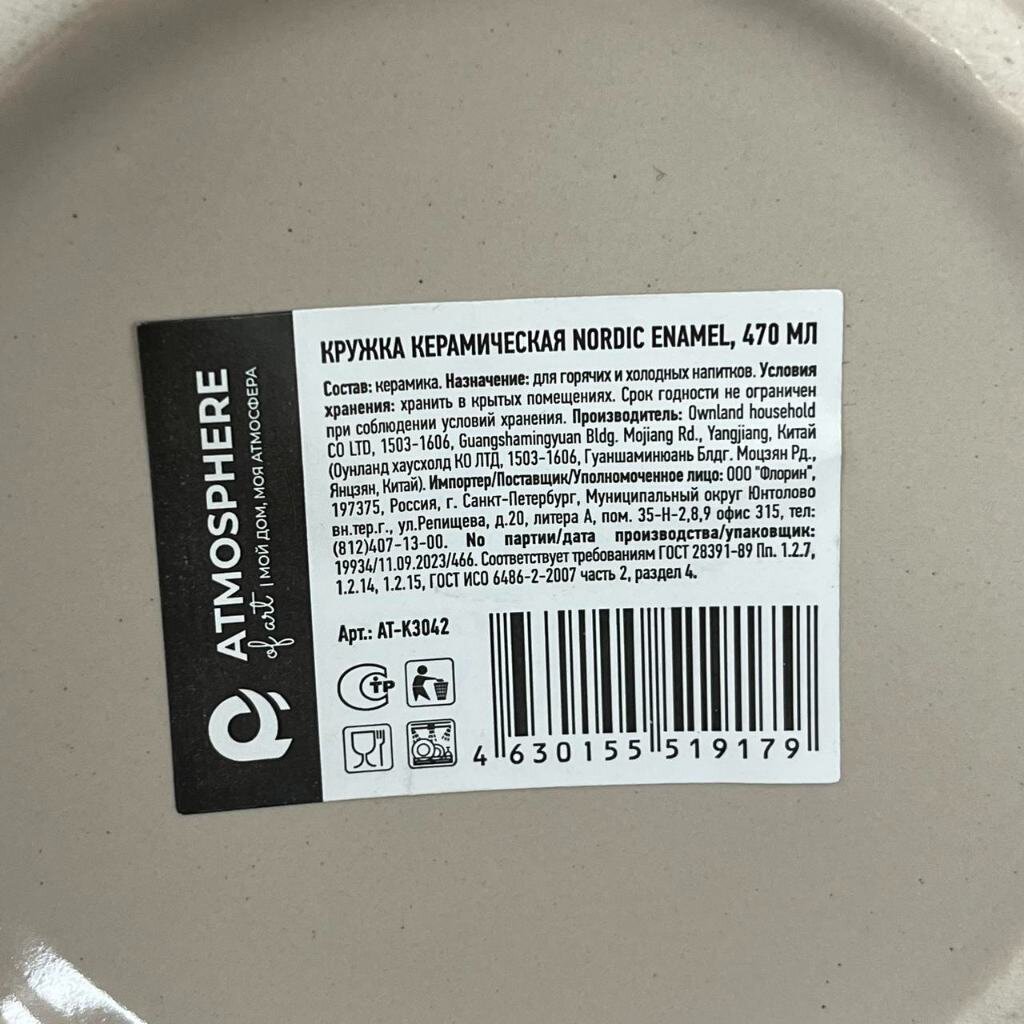 ATMOSPHERE
of art | МОЙ ДОМ, МОЯ АТМОСФЕРА
КРУЖКА КЕРАМИЧЕСКАЯ NORDIC ENAMEL, 470 МЛ
Состав: керамика. Назначение: для горячих и холодных напитков. Условия
хранения: хранить в крытых помещениях. Срок годности не ограничен
при соблюдении условий хранения. Производитель: Ownland household
CO LTD, 1503-1606, Guangshamingyuan Bldg. Mojiang Rd., Yangjiang, Китай
(Оунланд хаусхолд КО ЛТД, 1503-1606, Гуаншаминюань Блдг. Моцзян Рд.,
Янцзян, Китай). Импортер/Поставщик/Уполномоченное лицо: ООО "Флорин",
197375, Россия, г. Санкт-Петербург, Муниципальный округ Юнтолово
вн.тер.г., ул.Репищева, д.20, литера А, пом. 35-Н-2,8,9 офис 315, тел:
(812)407-13-00. No партии/дата производства/упаковщик:
19934/11.09.2023/466. Соответствует требованиям ГОСТ 28391-89 Пп. 1.2.7,
1.2.14, 1.2.15, ГОСТ ИСО 6486-2-2007 часть 2, раздел 4.
Арт.: AT-K3042
СТР
4 630155 519179